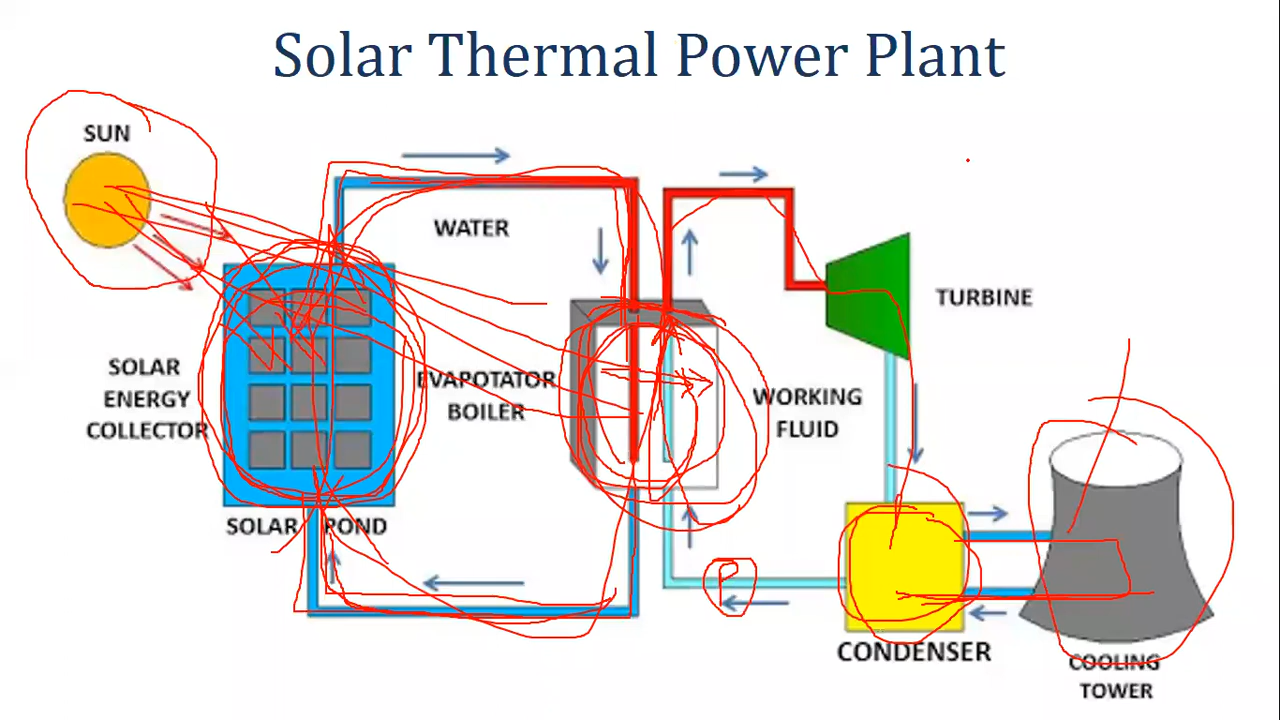 Solar Thermal Power Plant
SUN
WATER
TURBINE
SOLAR
ENERGY
COLLECTOR
EVAPOTATOR
BOILER
WORKING
FLUID
SOLAR POND
P
CONDENSER
COOLING
TOWER